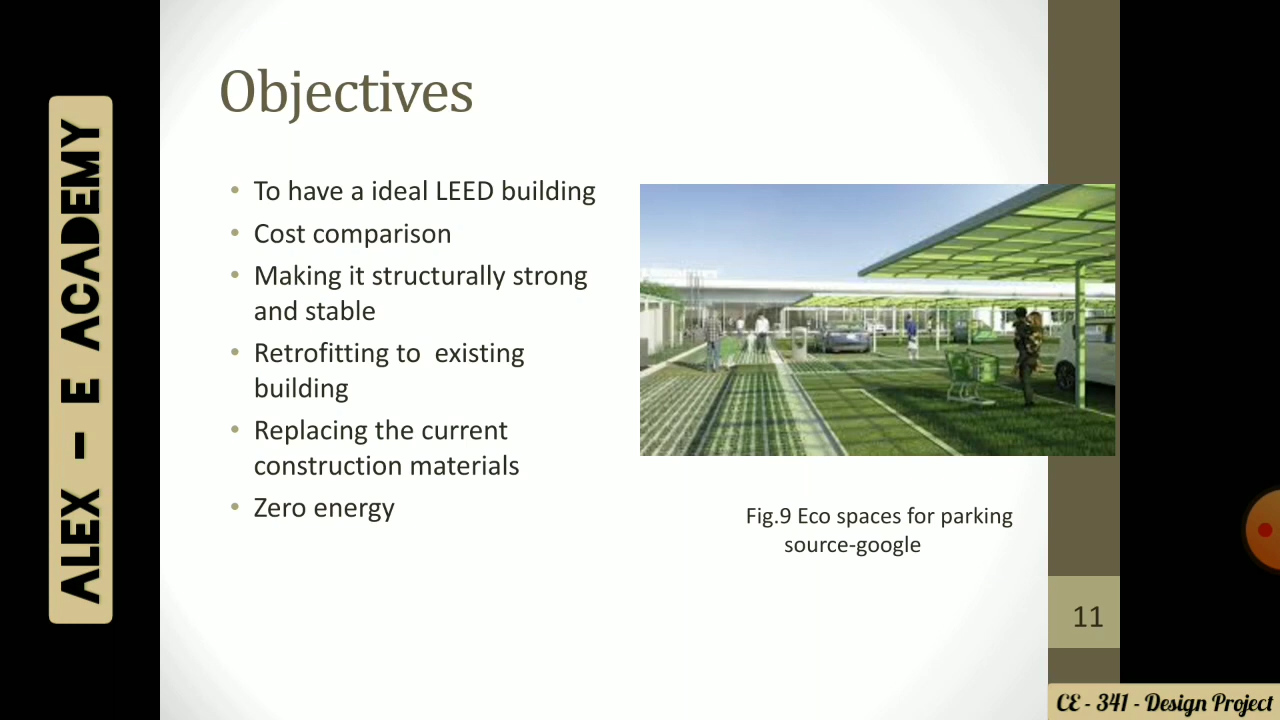 ALEX - E ACADEMY
Objectives
• To have a ideal LEED building
• Cost comparison
• Making it structurally strong
and stable
• Retrofitting to  existing
building
• Replacing the current
construction materials
• Zero energy
Fig.9 Eco spaces for parking
source-google
11
CE - 341 - Design Project